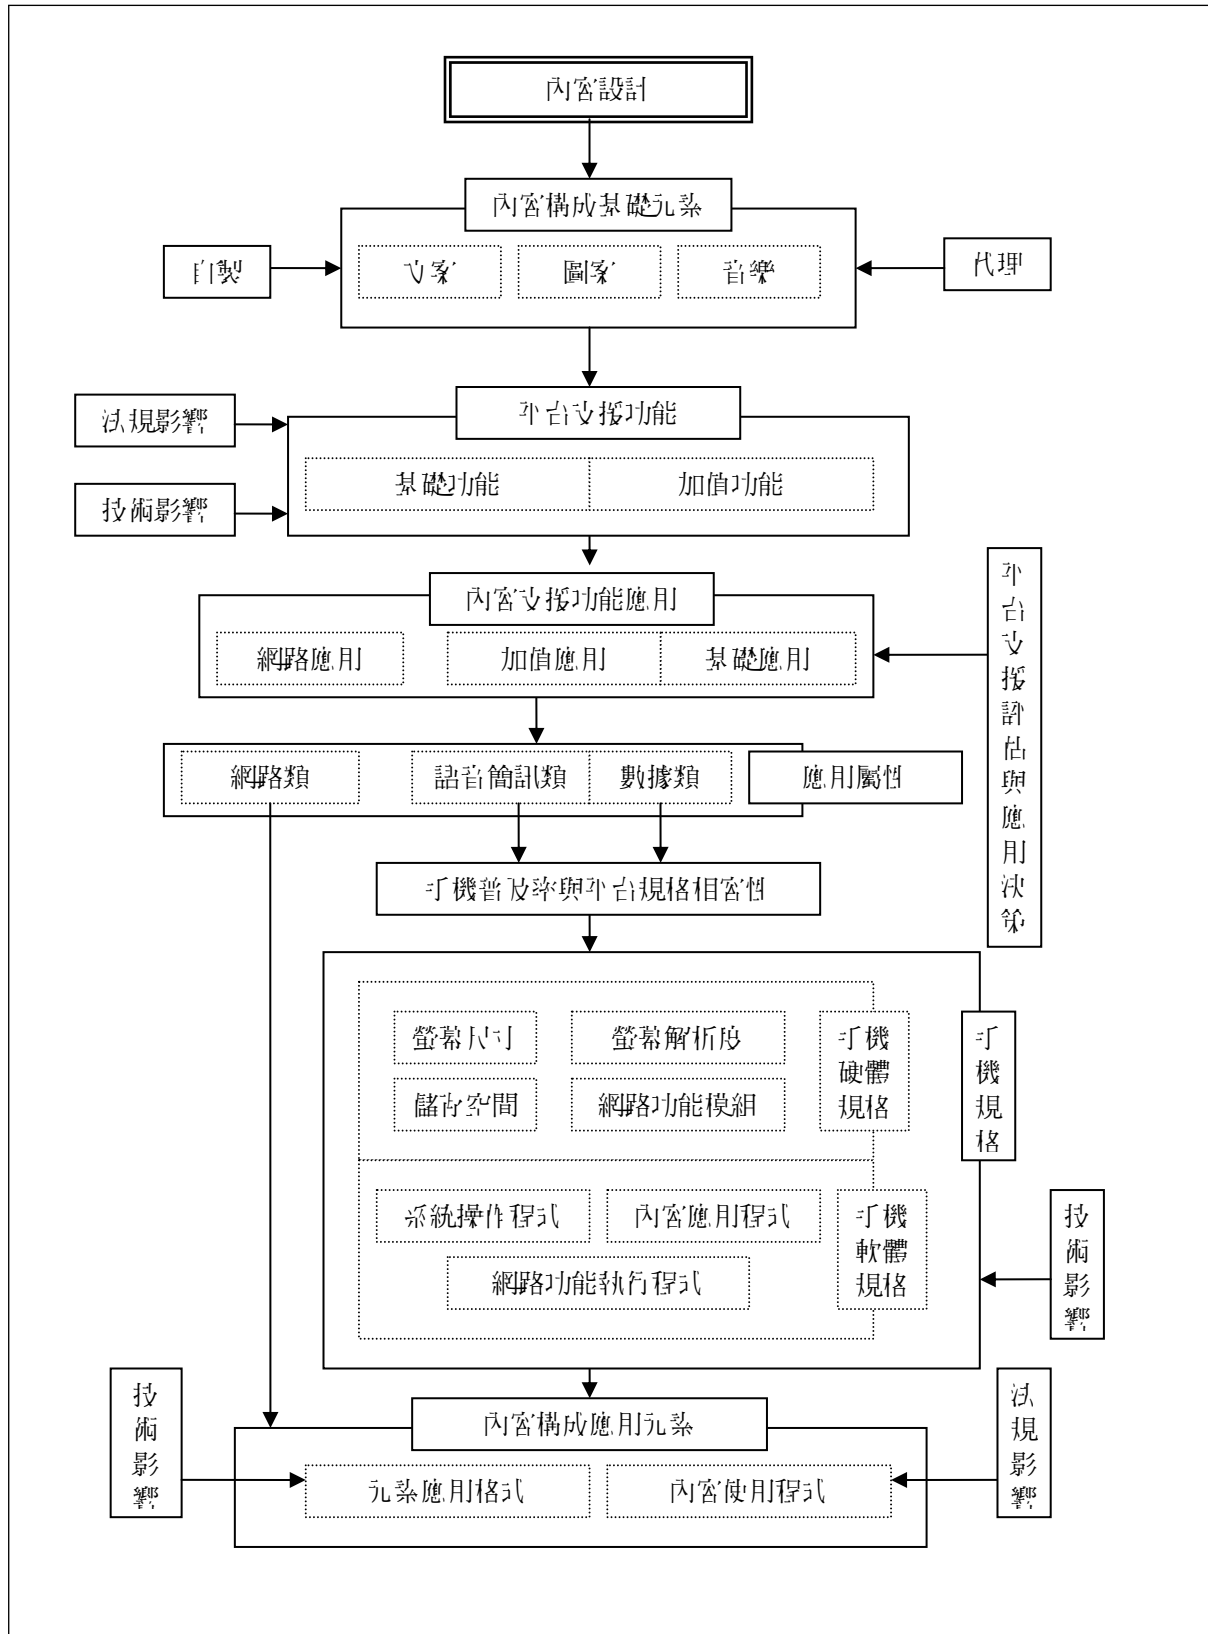 內容設計
內容構成基礎元素
自製
文案
圖案
音樂
代理
平台支援功能
法規影響
基礎功能
加值功能
技術影響
內容支援功能應用
網路應用
加值應用
基礎應用
平台支援評估與應用決策
網路類
語音簡訊類
數據類
應用屬性
手機普及率與平台規格相容性
螢幕尺寸
螢幕解析度
手機
硬體
規格
儲存空間
網路功能模組
手機規格
系統操作程式
內容應用程式
手機
軟體
規格
網路功能執行程式
技術影響
內容構成應用元素
技術影響
元素應用格式
內容使用程式
法規影響